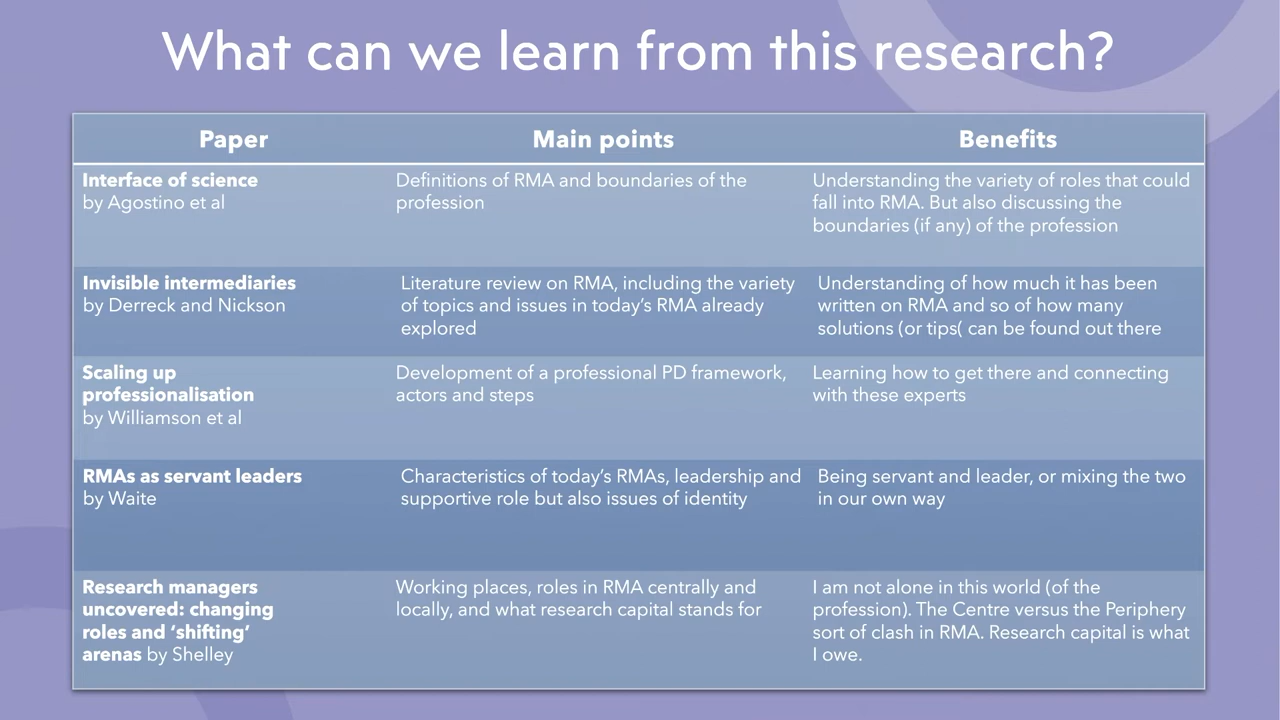 What can we learn from this research?
Paper
Main points
Benefits
Interface of science
by Agostino et al
Definitions of RMA and boundaries of the
profession
Understanding the variety of roles that could
fall into RMA. But also discussing the
boundaries (if any) of the profession
Invisible intermediaries
by Derreck and Nickson
Literature review on RMA, including the variety
of topics and issues in today’s RMA already
explored
Understanding of how much it has been
written on RMA and so of how many
solutions (or tips( can be found out there
Scaling up
professionalisation
by Williamson et al
Development of a professional PD framework,
actors and steps
Learning how to get there and connecting
with these experts
RMAs as servant leaders
by Waite
Characteristics of today’s RMAs, leadership and
supportive role but also issues of identity
Being servant and leader, or mixing the two
in our own way
Research managers
uncovered: changing
roles and ‘shifting’
arenas by Shelley
Working places, roles in RMA centrally and
locally, and what research capital stands for
I am not alone in this world (of the
profession). The Centre versus the Periphery
sort of clash in RMA. Research capital is what
I owe.